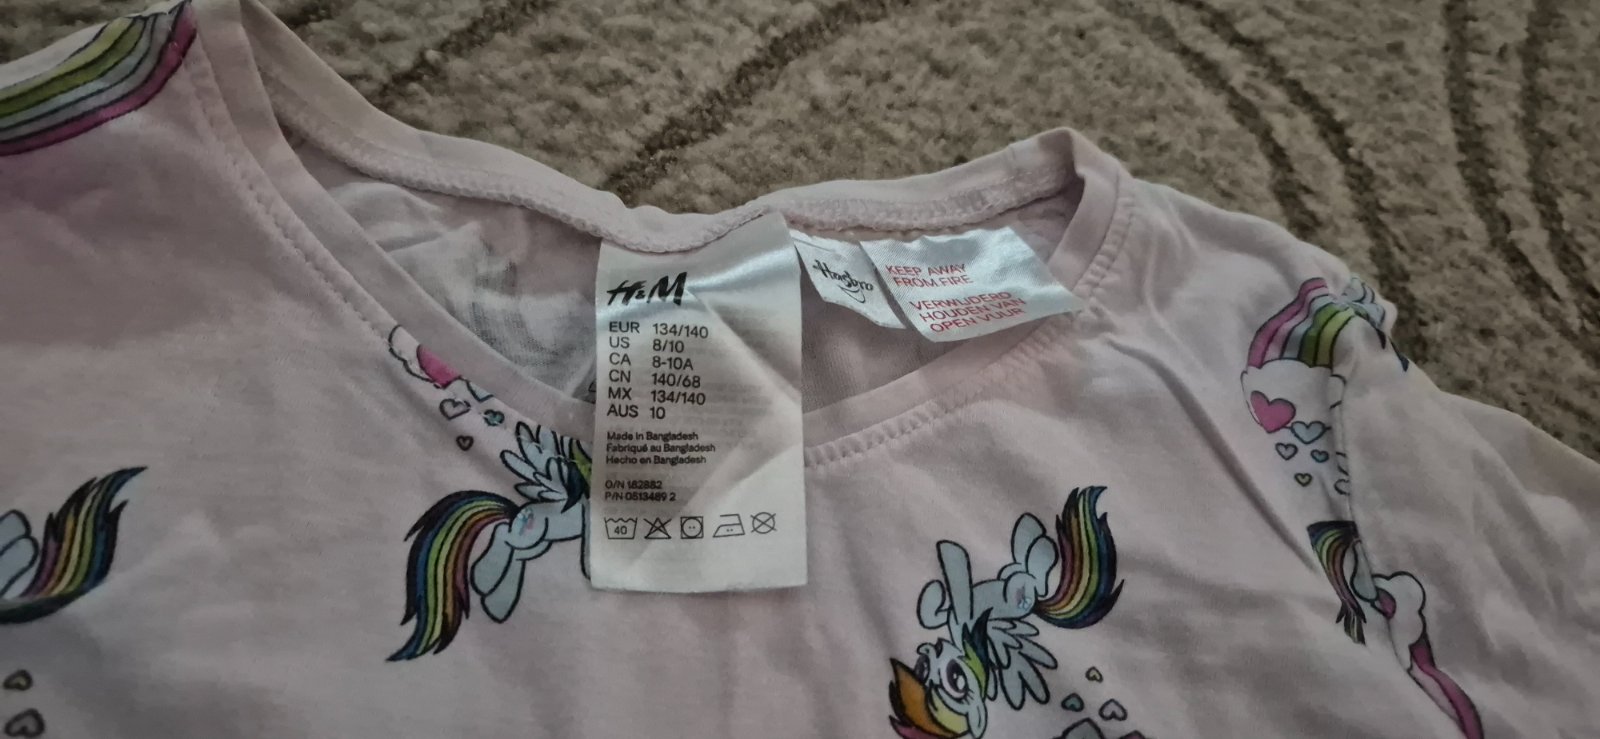 H&M
EUR 134/140
US 8/10
CA 8-10A
CN 140/68
MX 134/140
AUS 10
Made in Bangladesh
Fabriqué au Bangladesh
Hecho en Bangladesh
O/N 182882
P/N 0513489 2
40
Hasbro
KEEP AWAY
FROM FIRE
VERWIJDERD
HOUDEN VAN
OPEN VUUR